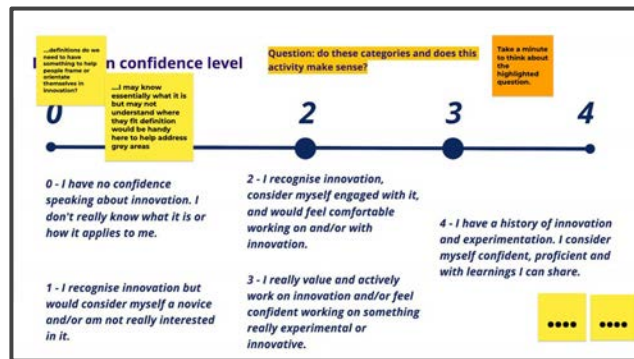 ...definitions do we
need to have
something to help
people frame or
orientate
themselves in
innovation?
n confidence level
Question: do these categories and does this
activity make sense?
Take a minute
to think about
the
highlighted
question.
...I may know
essentially what it is
but may not
understand where
they fit definition
would be handy
here to help address
grey areas
0
2
3
4
0 - I have no confidence
speaking about innovation. I
don't really know what it is or
how it applies to me.
1 - I recognise innovation but
would consider myself a novice
and/or am not really interested
in it.
2 - I recognise innovation,
consider myself engaged with it,
and would feel comfortable
working on and/or with
innovation.
3 - I really value and actively
work on innovation and/or feel
confident working on something
really experimental or
innovative.
4 - I have a history of innovation
and experimentation. I consider
myself confident, proficient and
with learnings I can share.
....
....